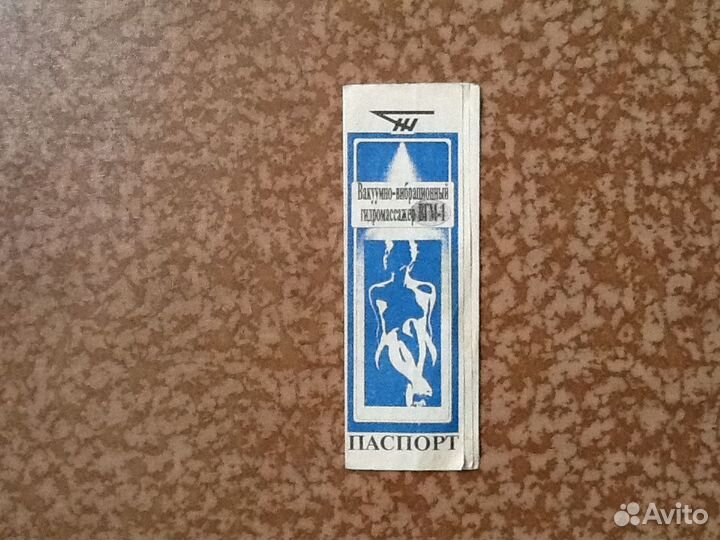 Вакуумно-вибрационный
гидромассажер ВГМ-1
ПАСПОРТ
Avito